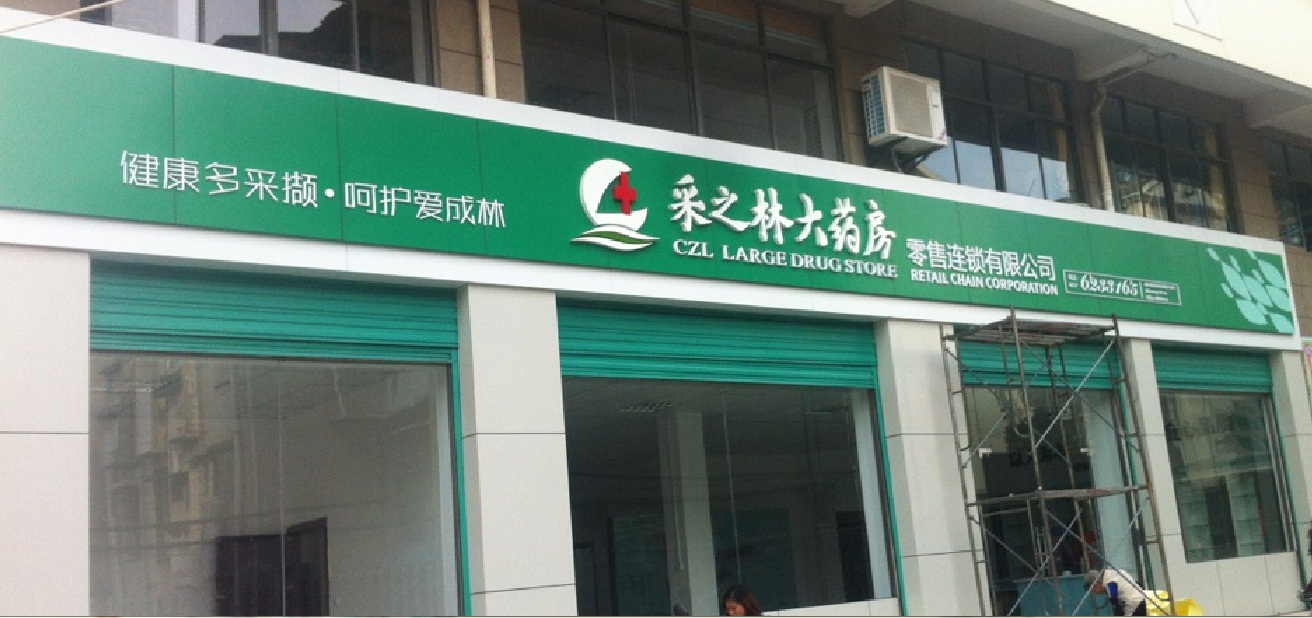 健康多采撷·呵护爱成林
采之林大药房
CZL LARGE DRUG STORE
零售连锁有限公司
RETAIL CHAIN CORPORATION
6233165